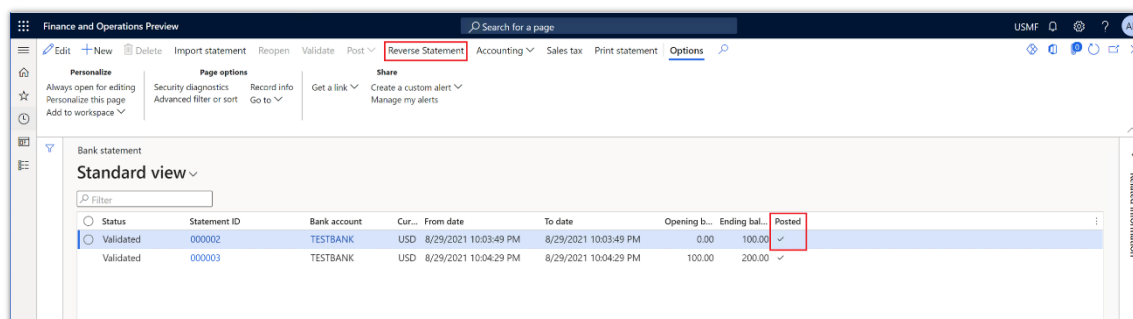 Finance and Operations Preview Search for a page USMF ?
Edit New Delete Import statement Reopen Validate Post Reverse Statement Accounting Sales tax Print statement Options 0
Personalize Page options Share
Always open for editing Security diagnostics Record info Get a link Create a custom alert
Personalize this page Advanced filter or sort Go to Manage my alerts
Add to workspace
Bank statement
Standard view
Filter
Status Statement ID Bank account Cur... From date To date Opening b... Ending bal... Posted
Validated 000002 TESTBANK USD 8/29/2021 10:03:49 PM 8/29/2021 10:03:49 PM 0.00 100.00
Validated 000003 TESTBANK USD 8/29/2021 10:04:29 PM 8/29/2021 10:04:29 PM 100.00 200.00
Related information